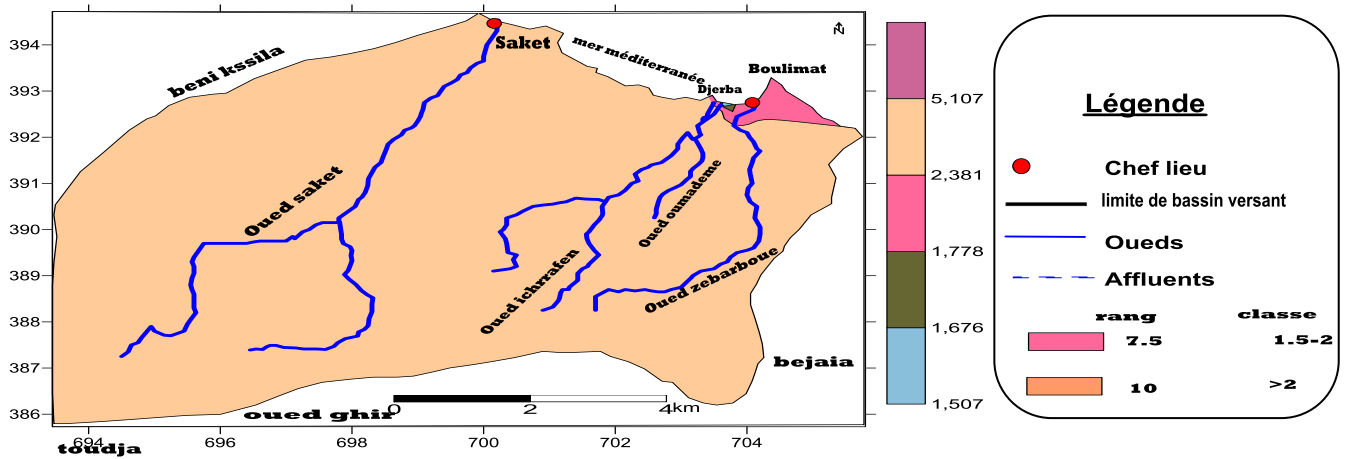 394
393
392
391
390
389
388
387
386
694
696
698
700
702
704
beni kssila
Saket
mer méditerranée
Djerba
Boulimat
Oued saket
Oued oumademe
Oued ichrrafen
Oued zebarboue
bejaia
oued ghir
toudja
0 2 4km
N
5,107
2,381
1,778
1,676
1,507
Légende
Chef lieu
limite de bassin versant
Oueds
Affluents
rang classe
7.5 1.5-2
10 >2